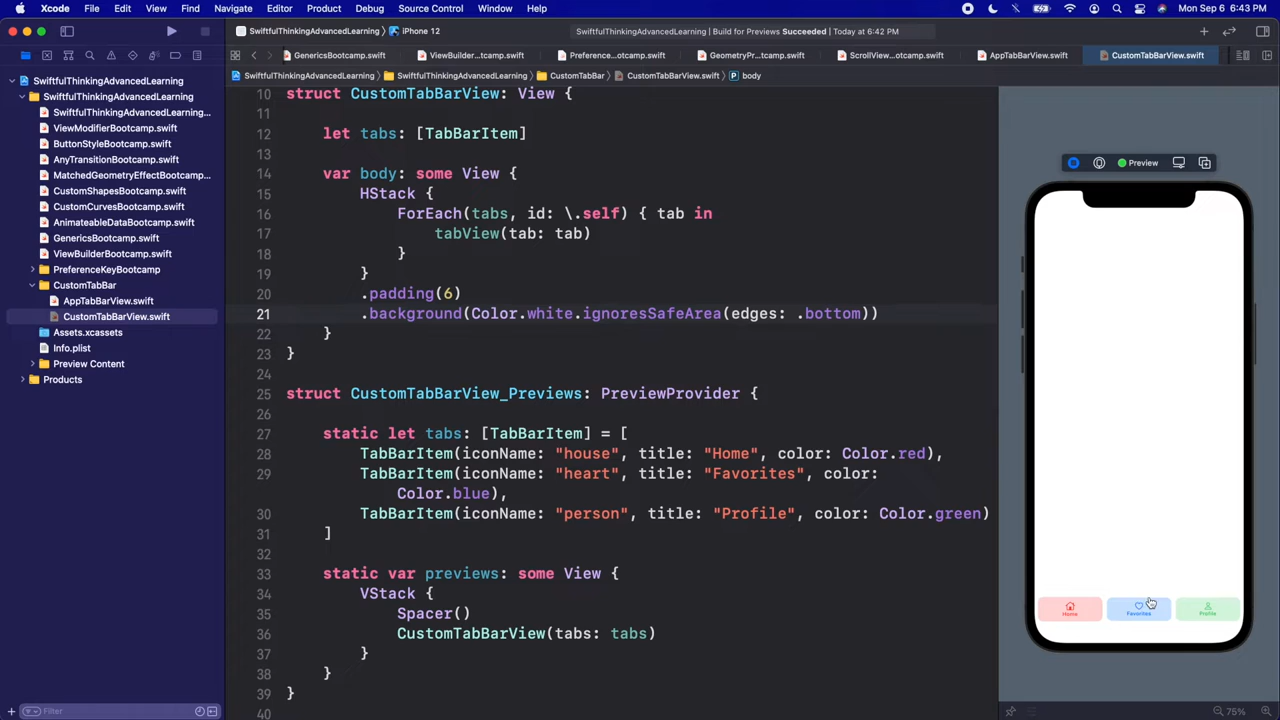 Xcode File Edit View Find Navigate Editor Product Debug Source Control Window Help Mon Sep 6 6:43 PM
SwiftfulThinkingAdvancedLearning iPhone 12 SwiftfulThinkingAdvancedLearning | Build for Previews Succeeded | Today at 6:42 PM
GenericsBootcamp.swift ViewBuilder...tcamp.swift Preference...otcamp.swift GeometryPr...tcamp.swift ScrollView...otcamp.swift AppTabBarView.swift CustomTabBarView.swift
SwiftfulThinkingAdvancedLearning SwiftfulThinkingAdvancedLearning CustomTabBar CustomTabBarView.swift body
SwiftfulThinkingAdvancedLearning
SwiftfulThinkingAdvancedLearning
SwiftfulThinkingAdvancedLearning...
ViewModifierBootcamp.swift
ButtonStyleBootcamp.swift
AnyTransitionBootcamp.swift
MatchedGeometryEffectBootcamp...
CustomShapesBootcamp.swift
CustomCurvesBootcamp.swift
AnimateableDataBootcamp.swift
GenericsBootcamp.swift
ViewBuilderBootcamp.swift
PreferenceKeyBootcamp
CustomTabBar
AppTabBarView.swift
CustomTabBarView.swift
Assets.xcassets
Info.plist
Preview Content
Products
Filter
10 struct CustomTabBarView: View {
11
12 let tabs: [TabBarItem]
13
14 var body: some View {
15 HStack {
16 ForEach(tabs, id: \.self) { tab in
17 tabView(tab: tab)
18 }
19 }
20 .padding(6)
21 .background(Color.white.ignoresSafeArea(edges: .bottom))
22 }
23 }
24
25 struct CustomTabBarView_Previews: PreviewProvider {
26
27 static let tabs: [TabBarItem] = [
28 TabBarItem(iconName: "house", title: "Home", color: Color.red),
29 TabBarItem(iconName: "heart", title: "Favorites", color:
Color.blue),
30 TabBarItem(iconName: "person", title: "Profile", color: Color.green)
31 ]
32
33 static var previews: some View {
34 VStack {
35 Spacer()
36 CustomTabBarView(tabs: tabs)
37 }
38 }
39 }
40
Preview
Home Favorites Profile
75%